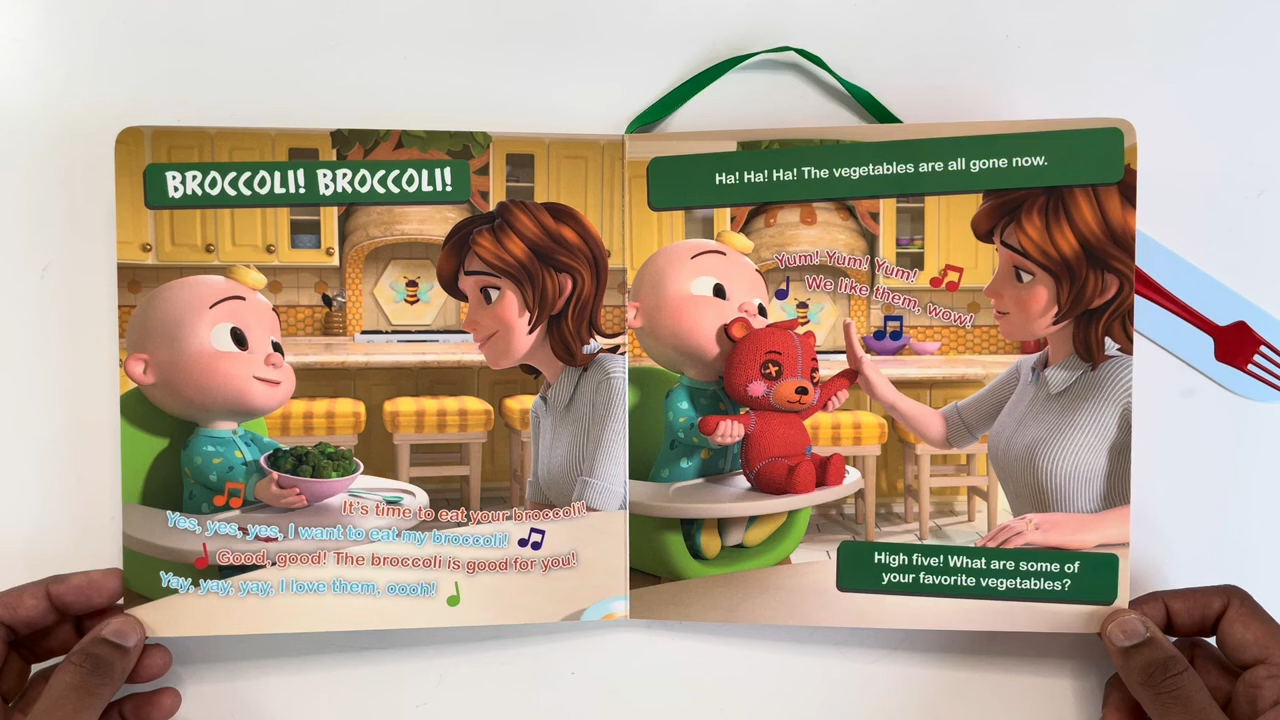 BROCCOLI! BROCCOLI!
It's time to eat your broccoli!
Yes, yes, yes, I want to eat my broccoli!
Good, good! The broccoli is good for you!
Yay, yay, yay, I love them, oooh!
Ha! Ha! Ha! The vegetables are all gone now.
Yum! Yum! Yum!
We like them, wow!
High five! What are some of
your favorite vegetables?